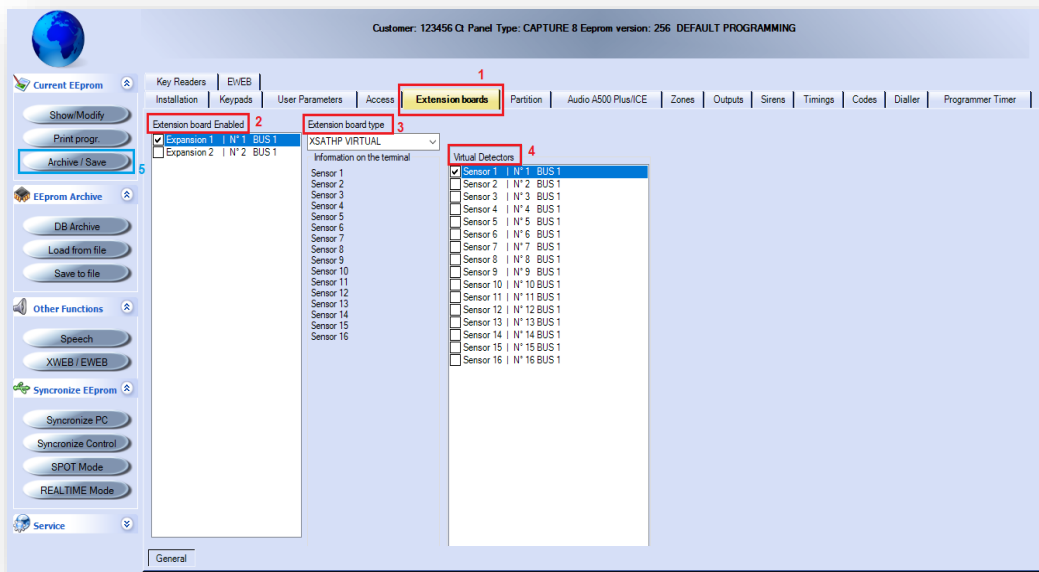 Customer: 123456 Cl. Panel Type: CAPTURE 8 Eeprom version: 256 DEFAULT PROGRAMMING
Current EEprom
Show/Modify
Print progr.
Archive / Save
5
EEprom Archive
DB Archive
Load from file
Save to file
Other Functions
Speech
XWEB / EWEB
Syncronize EEprom
Syncronize PC
Syncronize Control
SPOT Mode
REALTIME Mode
Service
Key Readers EWEB
1
Installation Keypads User Parameters Access Extension boards Partition Audio A500 Plus/ICE Zones Outputs Sirens Timings Codes Dialler Programmer Timer
Extension board Enabled 2
Expansion 1 | N° 1 BUS 1
Expansion 2 | N° 2 BUS 1
Extension board type
3
XSATHP VIRTUAL
Information on the terminal
Sensor 1
Sensor 2
Sensor 3
Sensor 4
Sensor 5
Sensor 6
Sensor 7
Sensor 8
Sensor 9
Sensor 10
Sensor 11
Sensor 12
Sensor 13
Sensor 14
Sensor 15
Sensor 16
Virtual Detectors 4
Sensor 1 | N° 1 BUS 1
Sensor 2 | N° 2 BUS 1
Sensor 3 | N° 3 BUS 1
Sensor 4 | N° 4 BUS 1
Sensor 5 | N° 5 BUS 1
Sensor 6 | N° 6 BUS 1
Sensor 7 | N° 7 BUS 1
Sensor 8 | N° 8 BUS 1
Sensor 9 | N° 9 BUS 1
Sensor 10 | N° 10 BUS 1
Sensor 11 | N° 11 BUS 1
Sensor 12 | N° 12 BUS 1
Sensor 13 | N° 13 BUS 1
Sensor 14 | N° 14 BUS 1
Sensor 15 | N° 15 BUS 1
Sensor 16 | N° 16 BUS 1
General